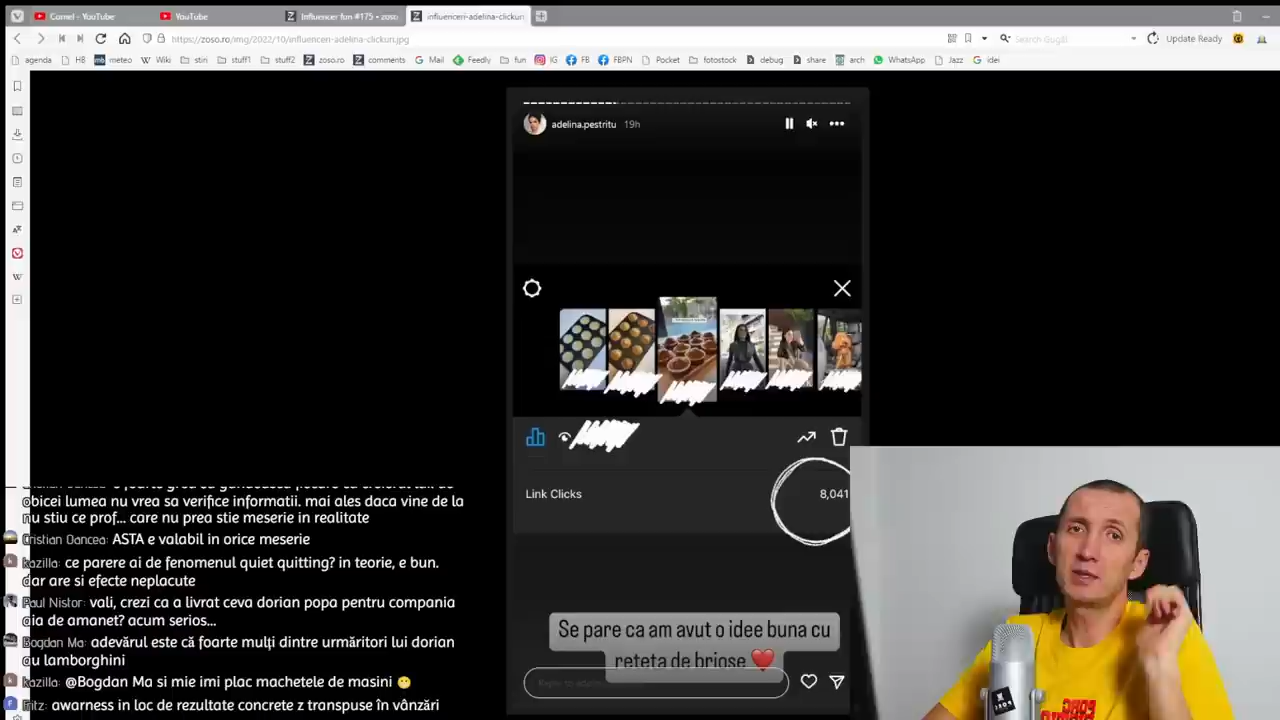 Cornel - YouTube
YouTube
Influencer fun #175 • zoso
influenceri-adelina-clickuri
https://zoso.ro/img/2022/10/influenceri-adelina-clickuri.jpg
Search Gugăl
Update Ready
agenda
H8
meteo
Wiki
stiri
stuff1
stuff2
zoso.ro
comments
Mail
Feedly
fun
IG
FB
FBPN
Pocket
fotostock
debug
share
arch
WhatsApp
Jazz
idei
adelina.pestritu 19h
Link Clicks 8,041
Se pare ca am avut o idee buna cu
reteta de briose ❤️
obicei lumea nu vrea sa verifice informatii. mai ales daca vine de la
nu stiu ce prof... care nu prea stie meserie in realitate
Cristian Oancea: ASTA e valabil in orice meserie
kazilla: ce parere ai de fenomenul quiet quitting? in teorie, e bun.
dar are si efecte neplacute
Paul Nistor: vali, crezi ca a livrat ceva dorian popa pentru compania
aia de amanet? acum serios...
Bogdan Ma: adevărul este că foarte mulți dintre urmăritori lui dorian
au lamborghini
kazilla: @Bogdan Ma si mie imi plac machetele de masini 😬
Fritz: awarness in loc de rezultate concrete z transpuse în vânzări